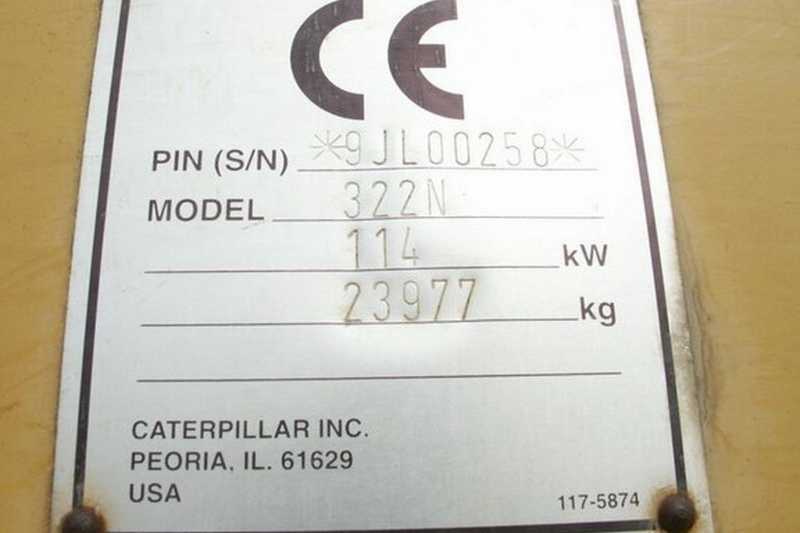 CE
PIN (S/N) *9JL00258*
MODEL 322N
114 kW
23977 kg
CATERPILLAR INC.
PEORIA, IL. 61629
USA
117-5874